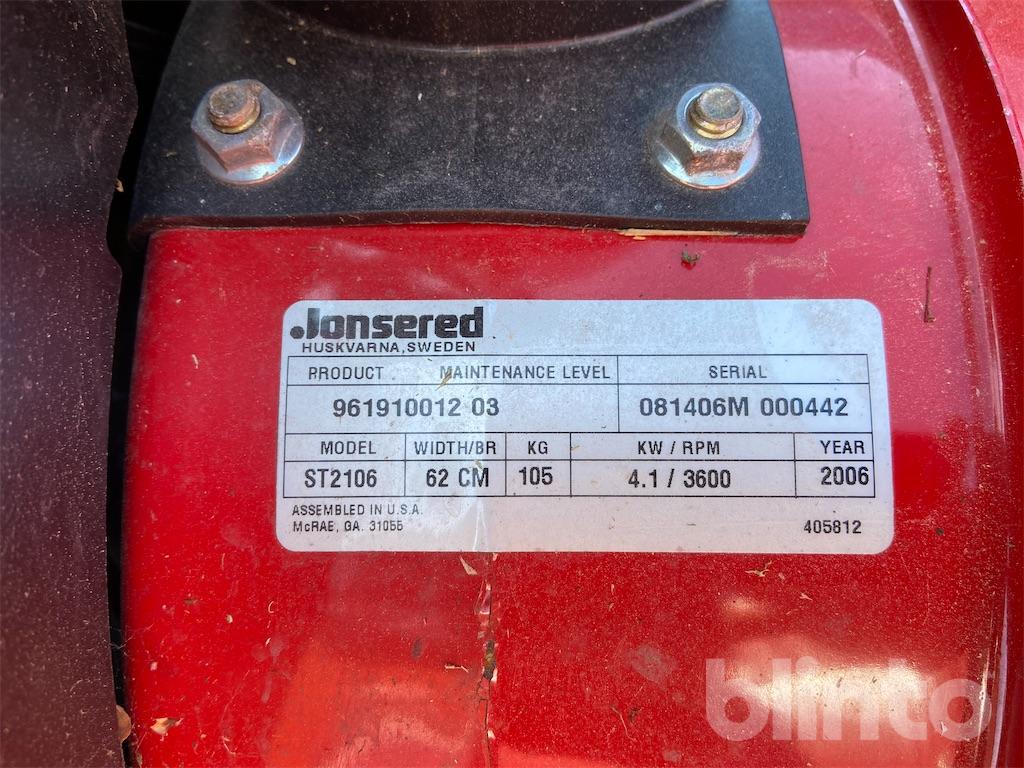 Jonsered
HUSKVARNA, SWEDEN
PRODUCT MAINTENANCE LEVEL SERIAL
961910012 03 081406M 000442
MODEL WIDTH/BR KG KW / RPM YEAR
ST2106 62 CM 105 4.1 / 3600 2006
ASSEMBLED IN U.S.A.
McRAE, GA. 31055 405812
blinto